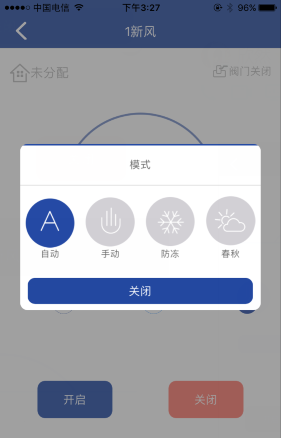 中国电信 下午3:27 96%
1新风
未分配 阀门关闭
模式
A
自动 手动 防冻 春秋
关闭
开启 关闭